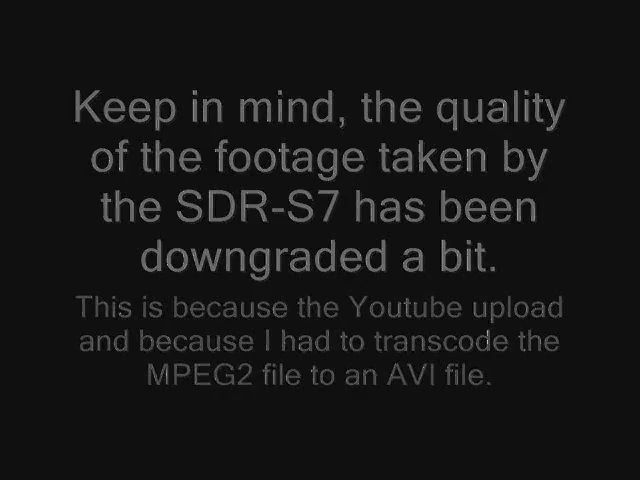 Keep in mind, the quality
of the footage taken by
the SDR-S7 has been
downgraded a bit.
This is because the Youtube upload
and because I had to transcode the
MPEG2 file to an AVI file.